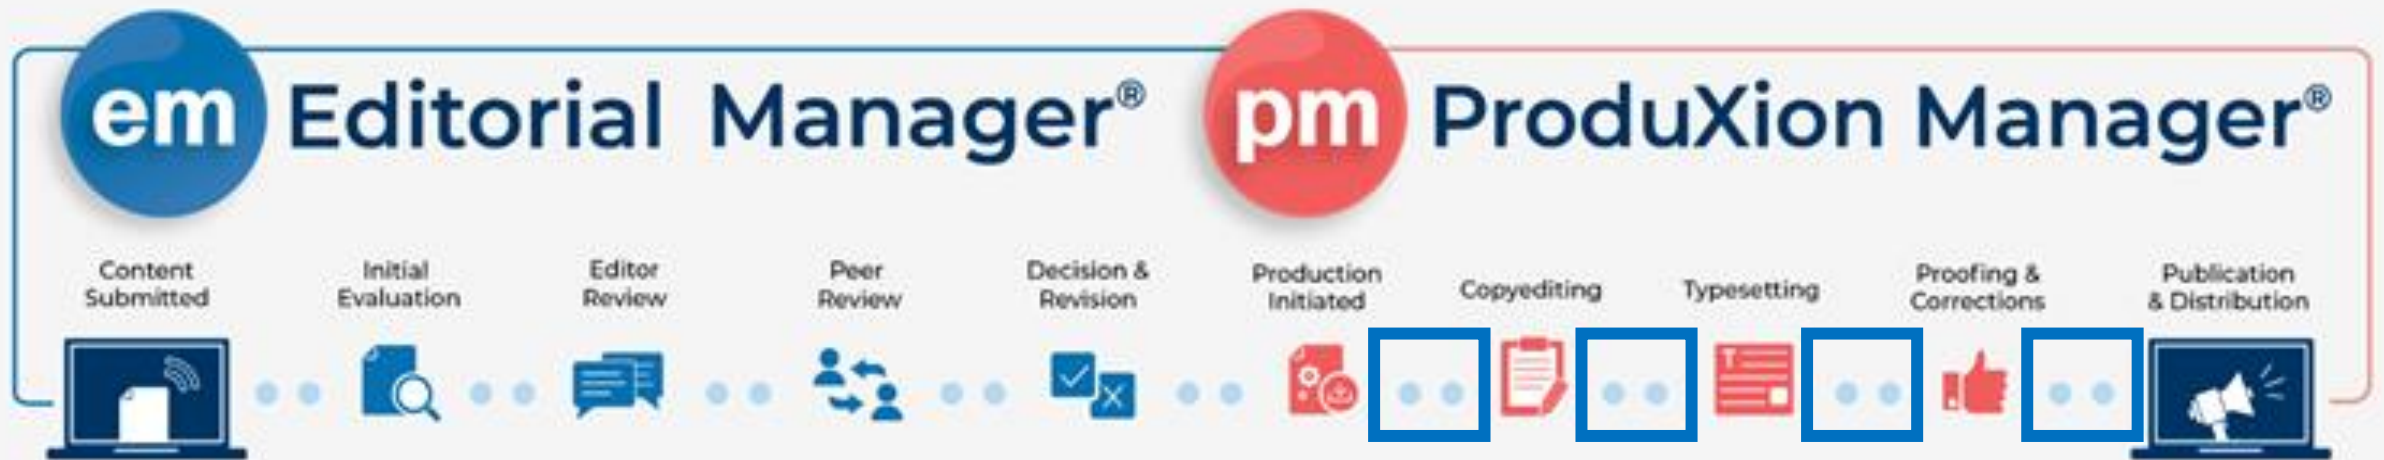 em Editorial Manager® pm ProduXion Manager®
Content
Submitted
Initial
Evaluation
Editor
Review
Peer
Review
Decision &
Revision
Production
Initiated
Copyediting
Typesetting
Proofing &
Corrections
Publication
& Distribution
T